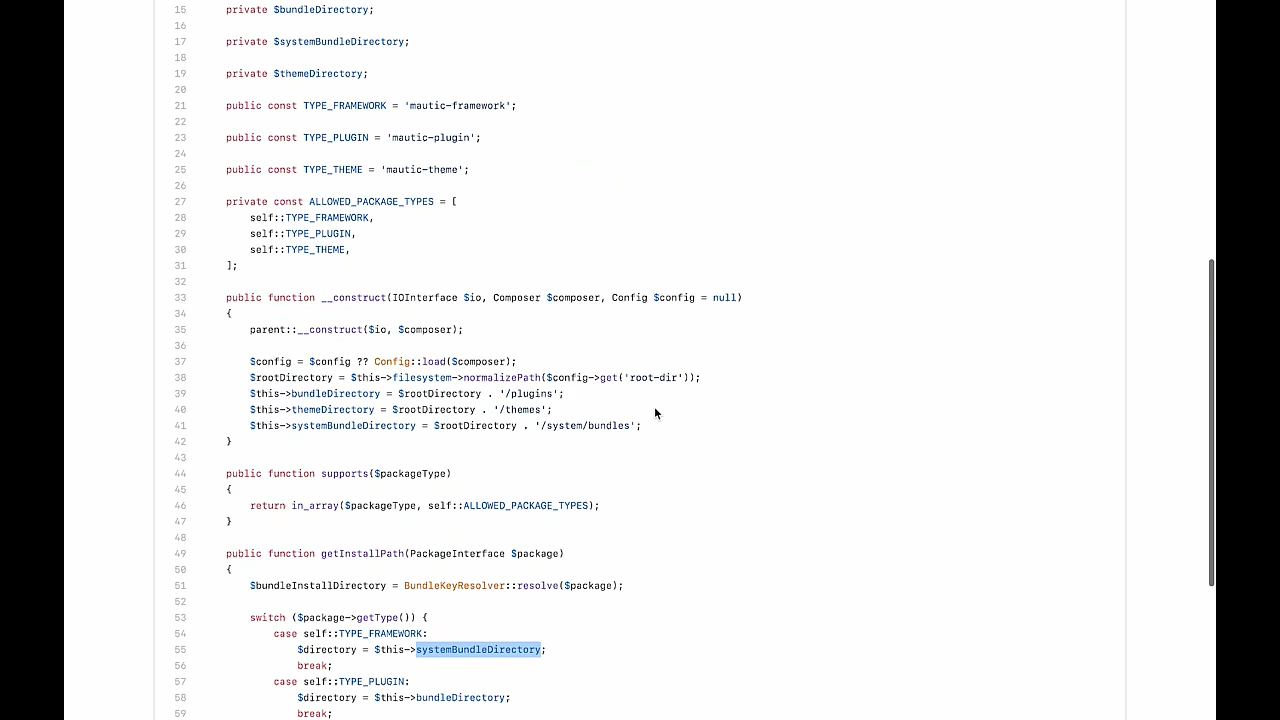 15 private $bundleDirectory;
16
17 private $systemBundleDirectory;
18
19 private $themeDirectory;
20
21 public const TYPE_FRAMEWORK = 'mautic-framework';
22
23 public const TYPE_PLUGIN = 'mautic-plugin';
24
25 public const TYPE_THEME = 'mautic-theme';
26
27 private const ALLOWED_PACKAGE_TYPES = [
28 self::TYPE_FRAMEWORK,
29 self::TYPE_PLUGIN,
30 self::TYPE_THEME,
31 ];
32
33 public function __construct(IOInterface $io, Composer $composer, Config $config = null)
34 {
35 parent::__construct($io, $composer);
36
37 $config = $config ?? Config::load($composer);
38 $rootDirectory = $this->filesystem->normalizePath($config->get('root-dir'));
39 $this->bundleDirectory = $rootDirectory . '/plugins';
40 $this->themeDirectory = $rootDirectory . '/themes';
41 $this->systemBundleDirectory = $rootDirectory . '/system/bundles';
42 }
43
44 public function supports($packageType)
45 {
46 return in_array($packageType, self::ALLOWED_PACKAGE_TYPES);
47 }
48
49 public function getInstallPath(PackageInterface $package)
50 {
51 $bundleInstallDirectory = BundleKeyResolver::resolve($package);
52
53 switch ($package->getType()) {
54 case self::TYPE_FRAMEWORK:
55 $directory = $this->systemBundleDirectory;
56 break;
57 case self::TYPE_PLUGIN:
58 $directory = $this->bundleDirectory;
59 break;